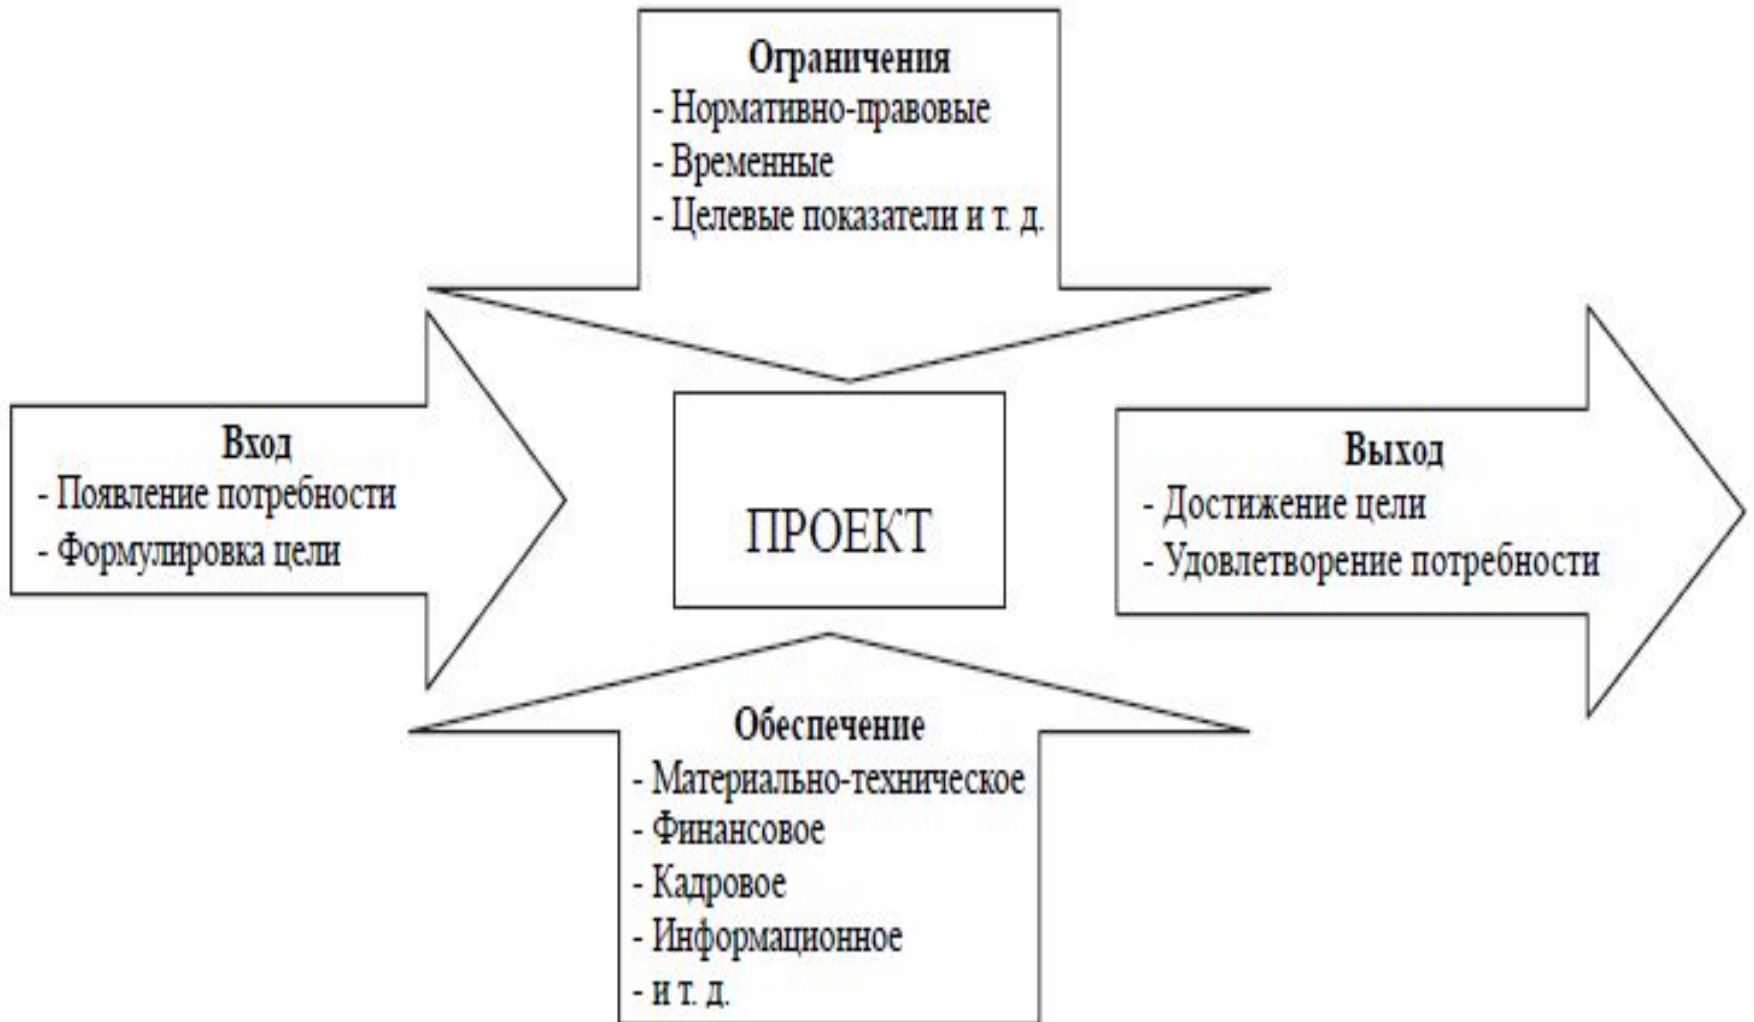 Ограничения
- Нормативно-правовые
- Временные
- Целевые показатели и т. д.
Вход
- Появление потребности
- Формулировка цели
ПРОЕКТ
Выход
- Достижение цели
- Удовлетворение потребности
Обеспечение
- Материально-техническое
- Финансовое
- Кадровое
- Информационное
- и т. д.